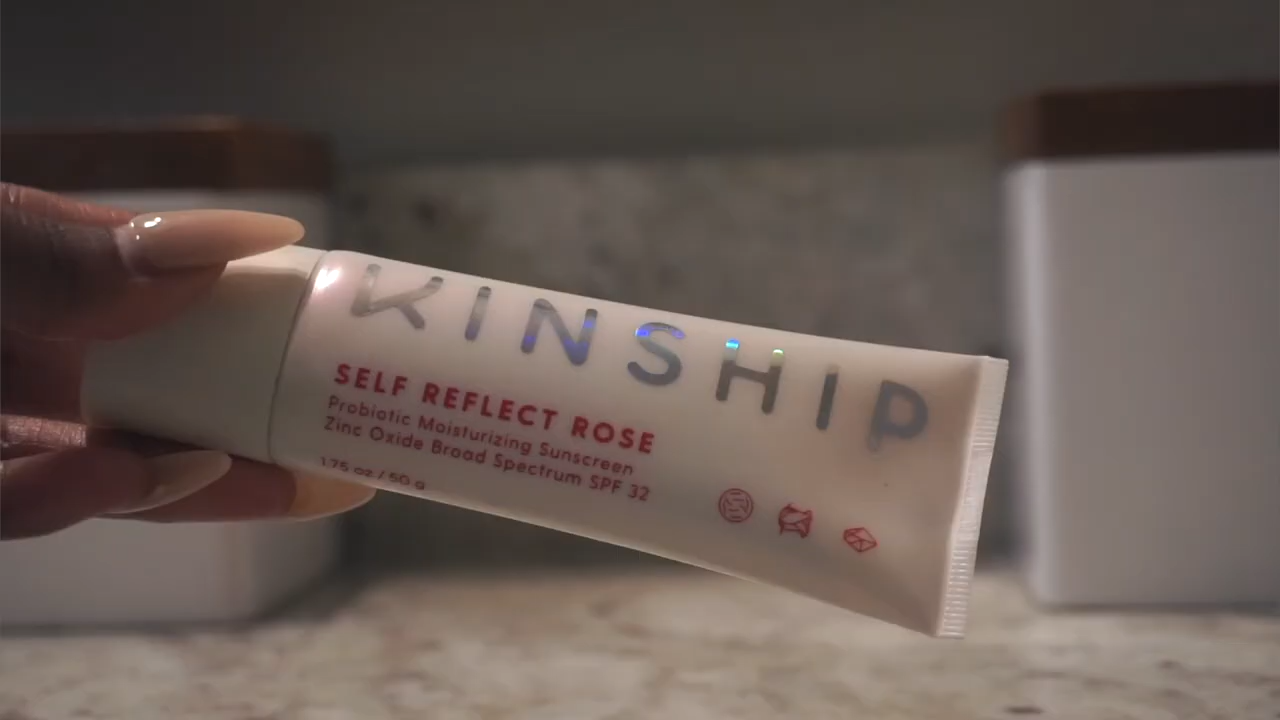 KINSHIP
SELF REFLECT ROSE
Probiotic Moisturizing Sunscreen
Zinc Oxide Broad Spectrum SPF 32
1.75 oz / 50 g